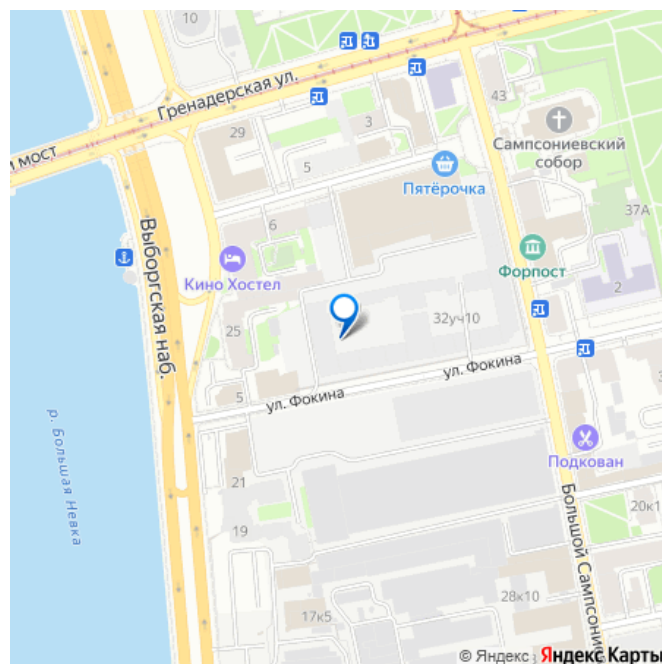 10
Гренадерская ул.
43
3
29
и мост
5
Сампсониевский
собор
Пятёрочка
37А
6
Выборгская наб.
Форпост
Кино Хостел
2
32уч10
25
ул. Фокина
5
ул. Фокина
р. Большая Невка
Подкован
21
Большой Сампсоние
20к1
19
28к10
17к5
3
© Яндекс Яндекс Карты